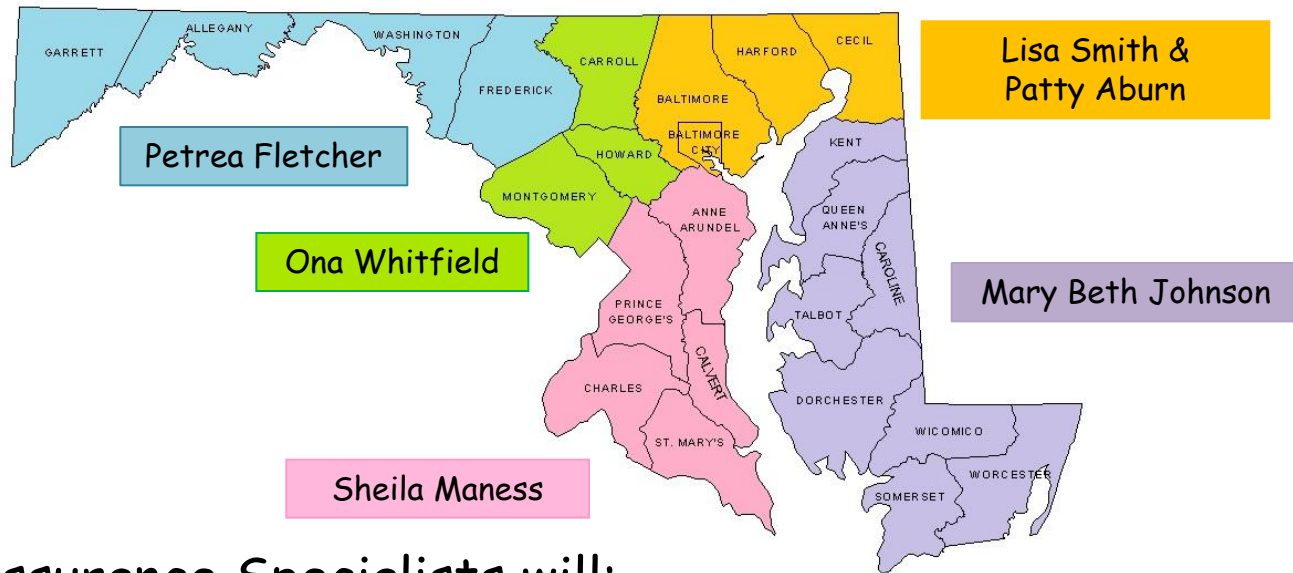 GARRETT
ALLEGANY
WASHINGTON
FREDERICK
CARROLL
BALTIMORE
HARFORD
CECIL
BALTIMORE
CITY
HOWARD
MONTGOMERY
KENT
QUEEN
ANNE'S
CAROLINE
ANNE
ARUNDEL
PRINCE
GEORGE'S
TALBOT
CALVERT
CHARLES
DORCHESTER
ST. MARY'S
WICOMICO
WORCESTER
SOMERSET
Lisa Smith &
Patty Aburn
Petrea Fletcher
Ona Whitfield
Mary Beth Johnson
Sheila Maness
Specialists will: